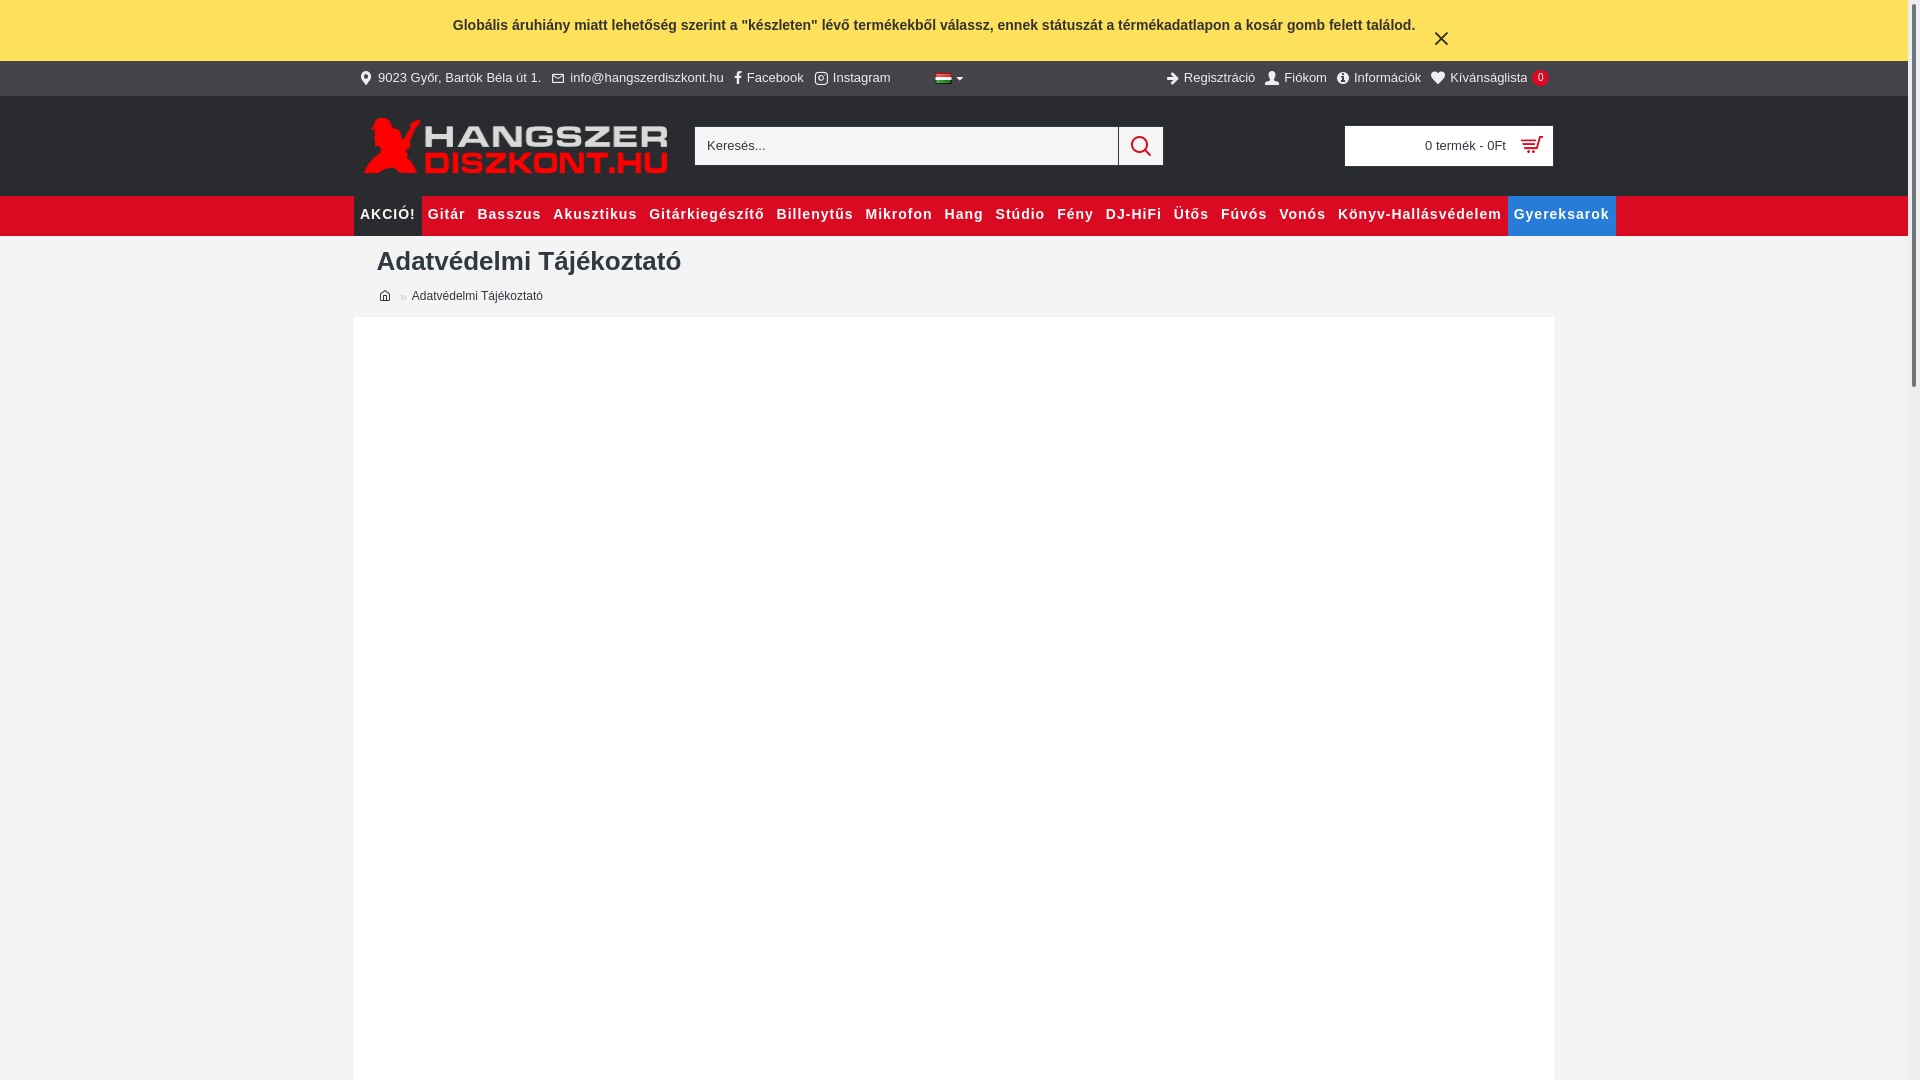 Globális áruhiány miatt lehetőség szerint a "készleten" lévő termékekből válassz, ennek státuszát a térmékadatlapon a kosár gomb felett találod.
9023 Győr, Bartók Béla út 1. info@hangszerdiszkont.hu Facebook Instagram Regisztráció Fiókom Információk Kívánságlista 0
HANGSZER
DISZKONT.HU
Keresés...
0 termék - 0Ft
AKCIÓ! Gitár Basszus Akusztikus Gitárkiegészítő Billenytűs Mikrofon Hang Stúdio Fény DJ-HiFi Ütős Fúvós Vonós Könyv-Hallásvédelem Gyereksarok
Adatvédelmi Tájékoztató
» Adatvédelmi Tájékoztató